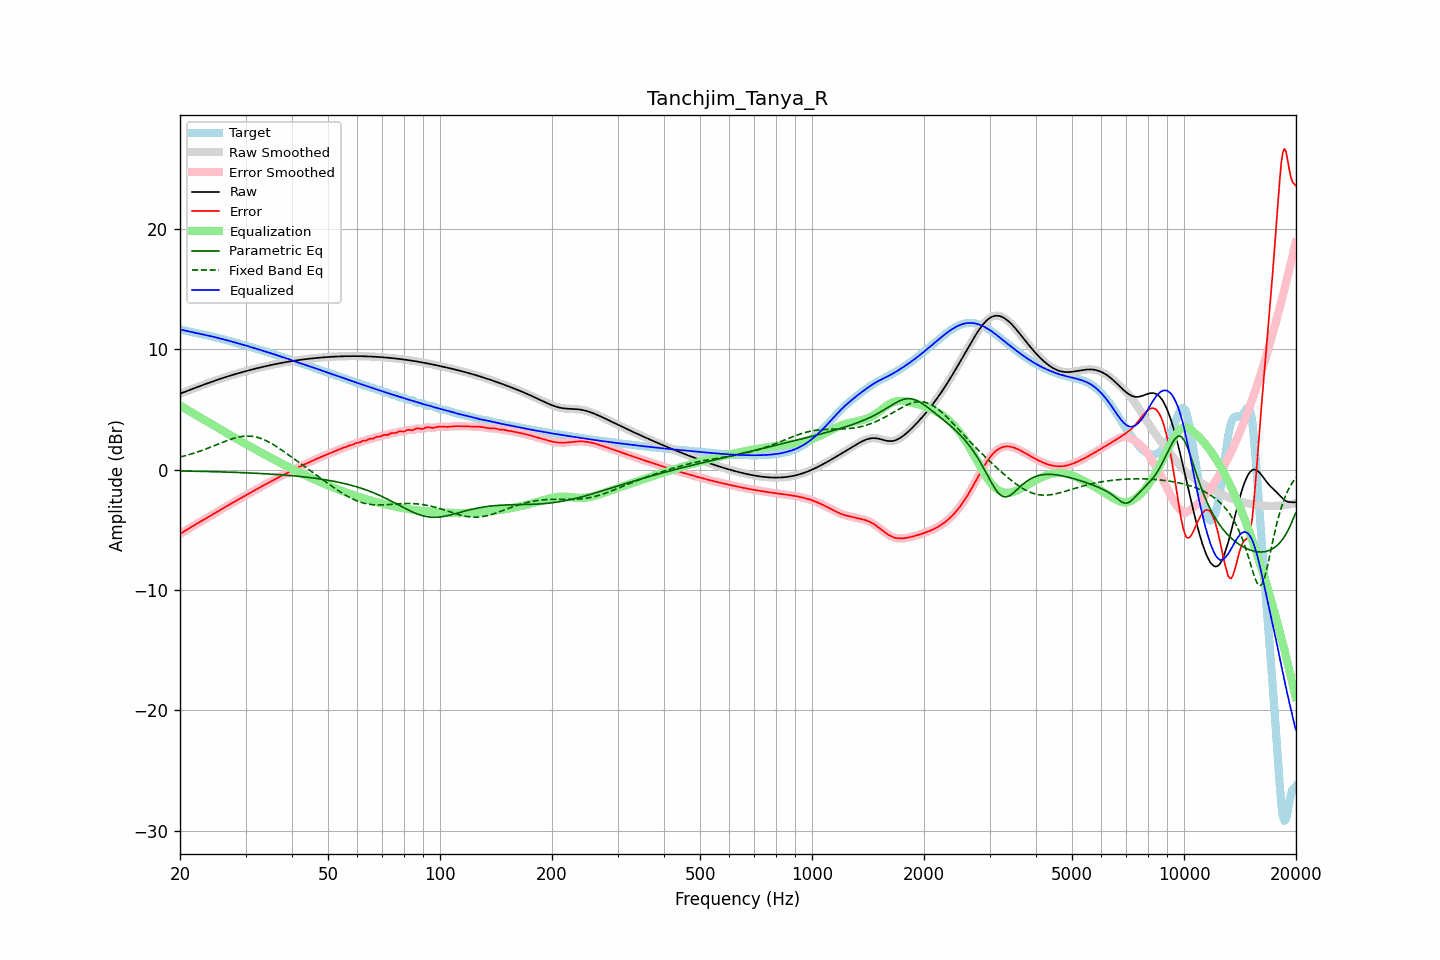 Tanchjim_Tanya_R
Target
Raw Smoothed
Error Smoothed
Raw
Error
Equalization
Parametric Eq
Fixed Band Eq
Equalized
Amplitude (dBr)
20
10
0
−10
−20
−30
20 50 100 200 500 1000 2000 5000 10000 20000
Frequency (Hz)